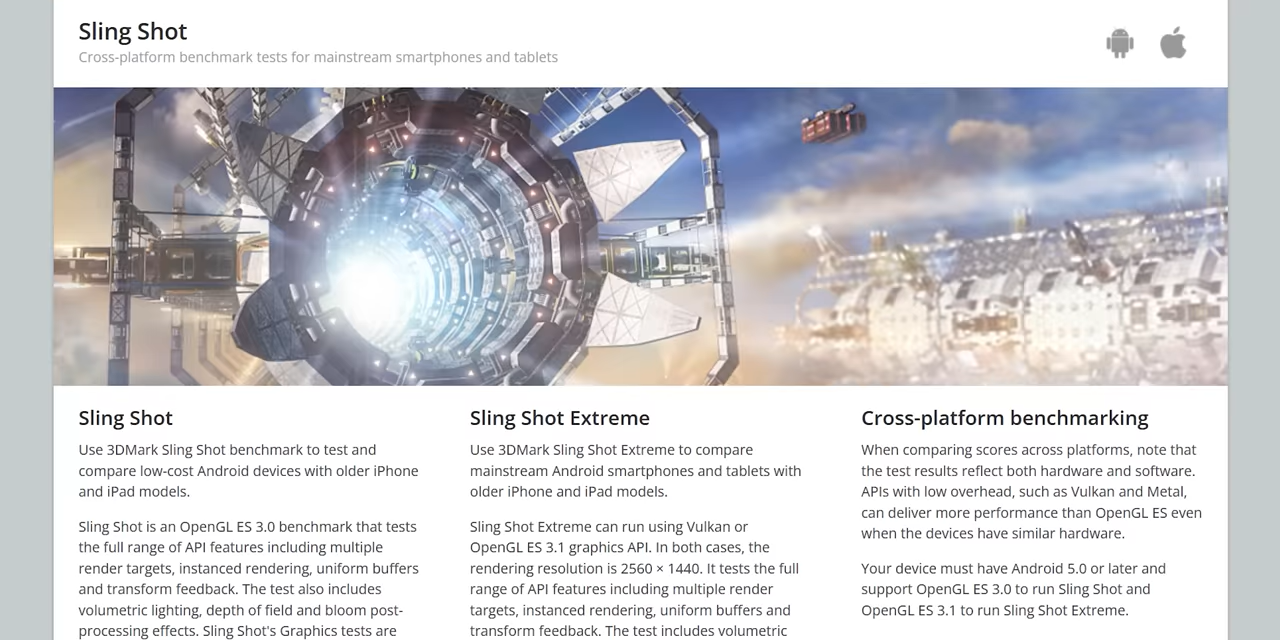 Sling Shot
Cross-platform benchmark tests for mainstream smartphones and tablets
Sling Shot
Use 3DMark Sling Shot benchmark to test and
compare low-cost Android devices with older iPhone
and iPad models.
Sling Shot is an OpenGL ES 3.0 benchmark that tests
the full range of API features including multiple
render targets, instanced rendering, uniform buffers
and transform feedback. The test also includes
volumetric lighting, depth of field and bloom post-
processing effects. Sling Shot's Graphics tests are
Sling Shot Extreme
Use 3DMark Sling Shot Extreme to compare
mainstream Android smartphones and tablets with
older iPhone and iPad models.
Sling Shot Extreme can run using Vulkan or
OpenGL ES 3.1 graphics API. In both cases, the
rendering resolution is 2560 × 1440. It tests the full
range of API features including multiple render
targets, instanced rendering, uniform buffers and
transform feedback. The test includes volumetric
Cross-platform benchmarking
When comparing scores across platforms, note that
the test results reflect both hardware and software.
APIs with low overhead, such as Vulkan and Metal,
can deliver more performance than OpenGL ES even
when the devices have similar hardware.
Your device must have Android 5.0 or later and
support OpenGL ES 3.0 to run Sling Shot and
OpenGL ES 3.1 to run Sling Shot Extreme.